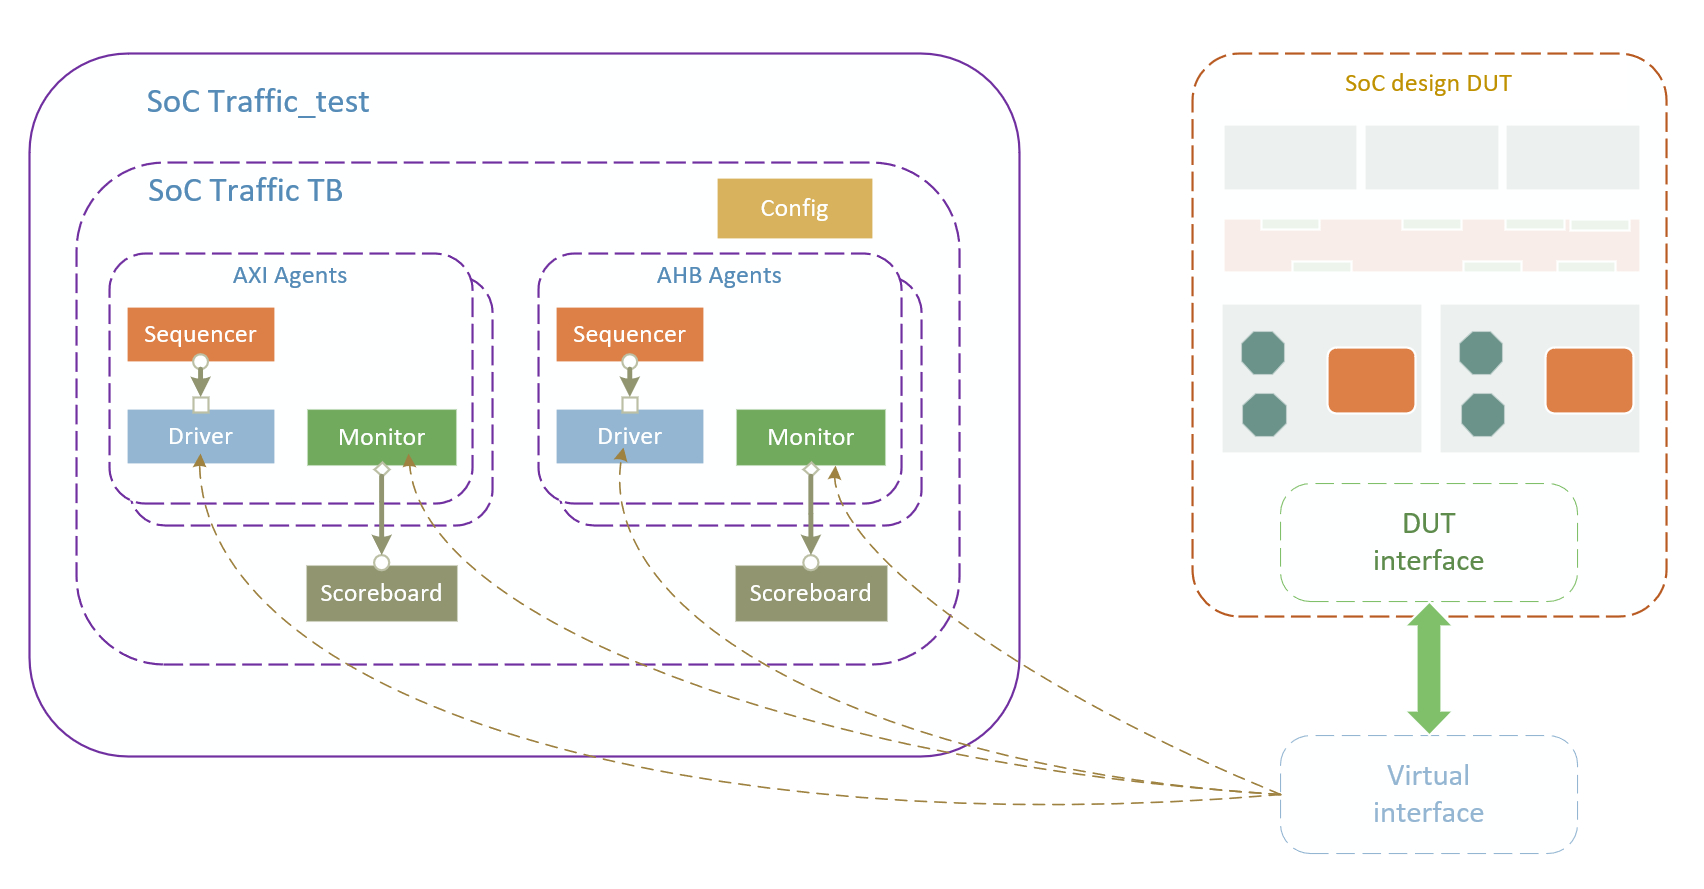 SoC Traffic_test
SoC Traffic TB
Config
AXI Agents
Sequencer
Driver
Monitor
Scoreboard
AHB Agents
Sequencer
Driver
Monitor
Scoreboard
SoC design DUT
DUT
interface
Virtual
interface